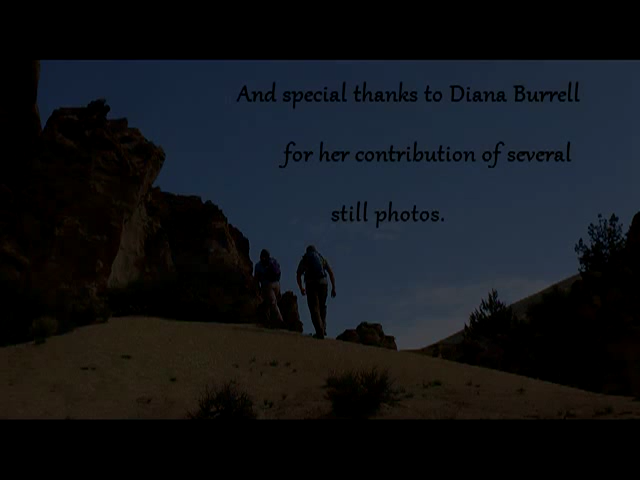 And special thanks to Diana Burrell
for her contribution of several
still photos.